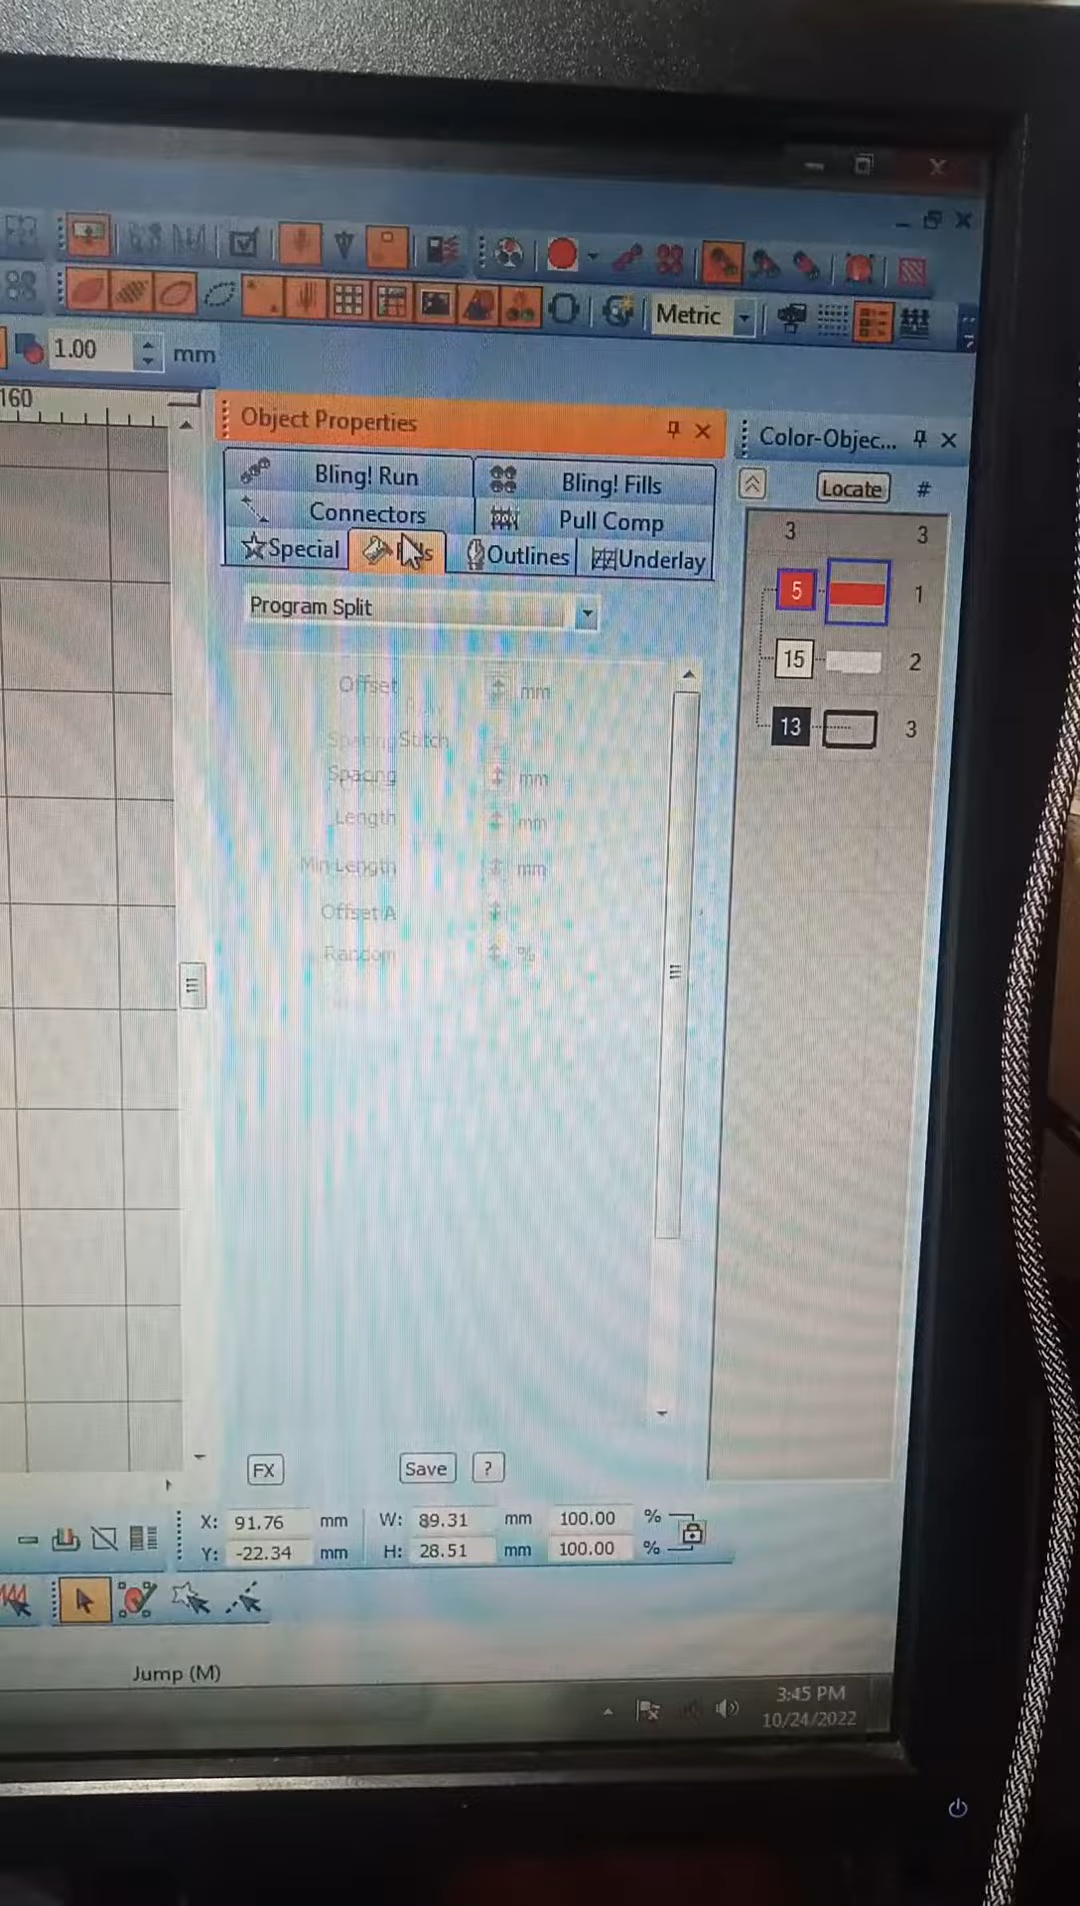 Metric
1.00 mm
160
Object Properties
Color-Objec...
Bling! Run Bling! Fills
Locate #
Connectors Pull Comp
3 3
Special Outlines Underlay
5 1
Program Split
15 2
Offset mm
13 3
Spacing Stitch
Spacing mm
Length mm
Min Length mm
Offset A
Random %
FX Save ?
X: 91.76 mm W: 89.31 mm 100.00 %
Y: -22.34 mm H: 28.51 mm 100.00 %
Jump (M)
3:45 PM
10/24/2022